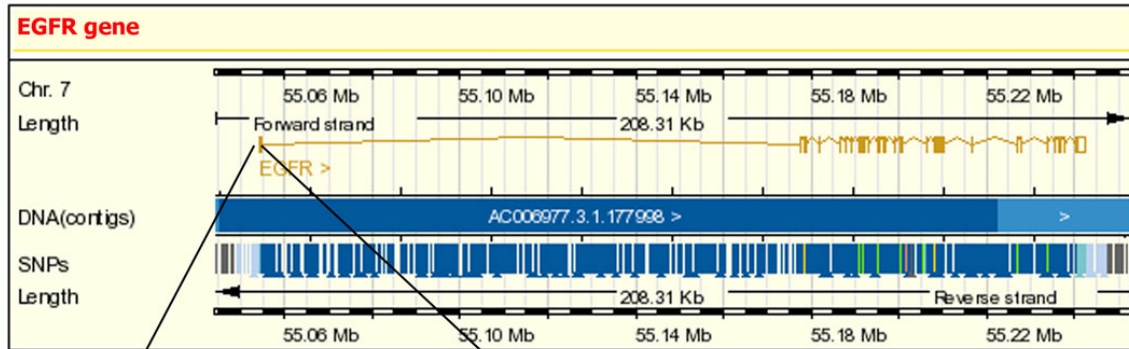 EGFR gene
Chr. 7
55.06 Mb 55.10 Mb 55.14 Mb 55.18 Mb 55.22 Mb
Length Forward strand 208.31 Kb
EGFR >
DNA(contigs) AC006977.3.1.177998 > >
SNPs
Length 208.31 Kb Reverse strand
55.06 Mb 55.10 Mb 55.14 Mb 55.18 Mb 55.22 Mb